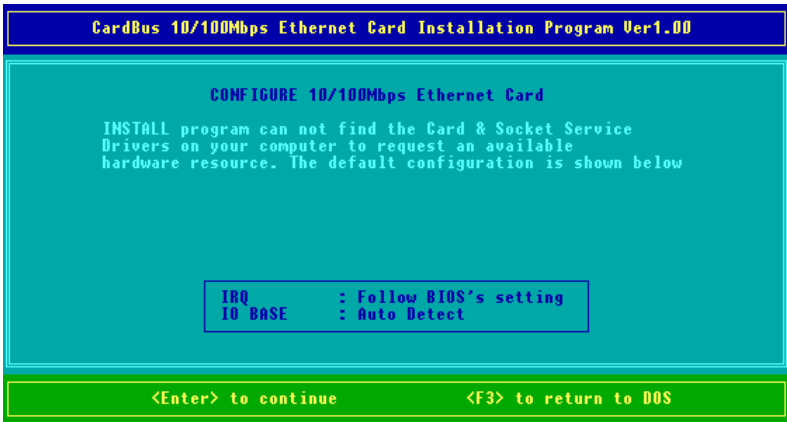 CardBus 10/100Mbps Ethernet Card Installation Program Ver1.00
CONFIGURE 10/100Mbps Ethernet Card
INSTALL program can not find the Card & Socket Service
Drivers on your computer to request an available
hardware resource. The default configuration is shown below
IRQ : Follow BIOS's setting
IO BASE : Auto Detect
<Enter> to continue <F3> to return to DOS